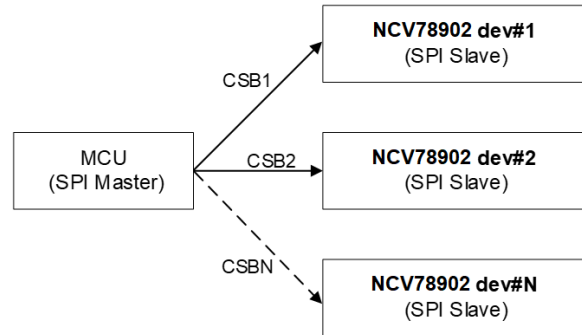 NCV78902 dev#1
(SPI Slave)
CSB1
MCU
(SPI Master)
CSB2
NCV78902 dev#2
(SPI Slave)
CSBN
NCV78902 dev#N
(SPI Slave)